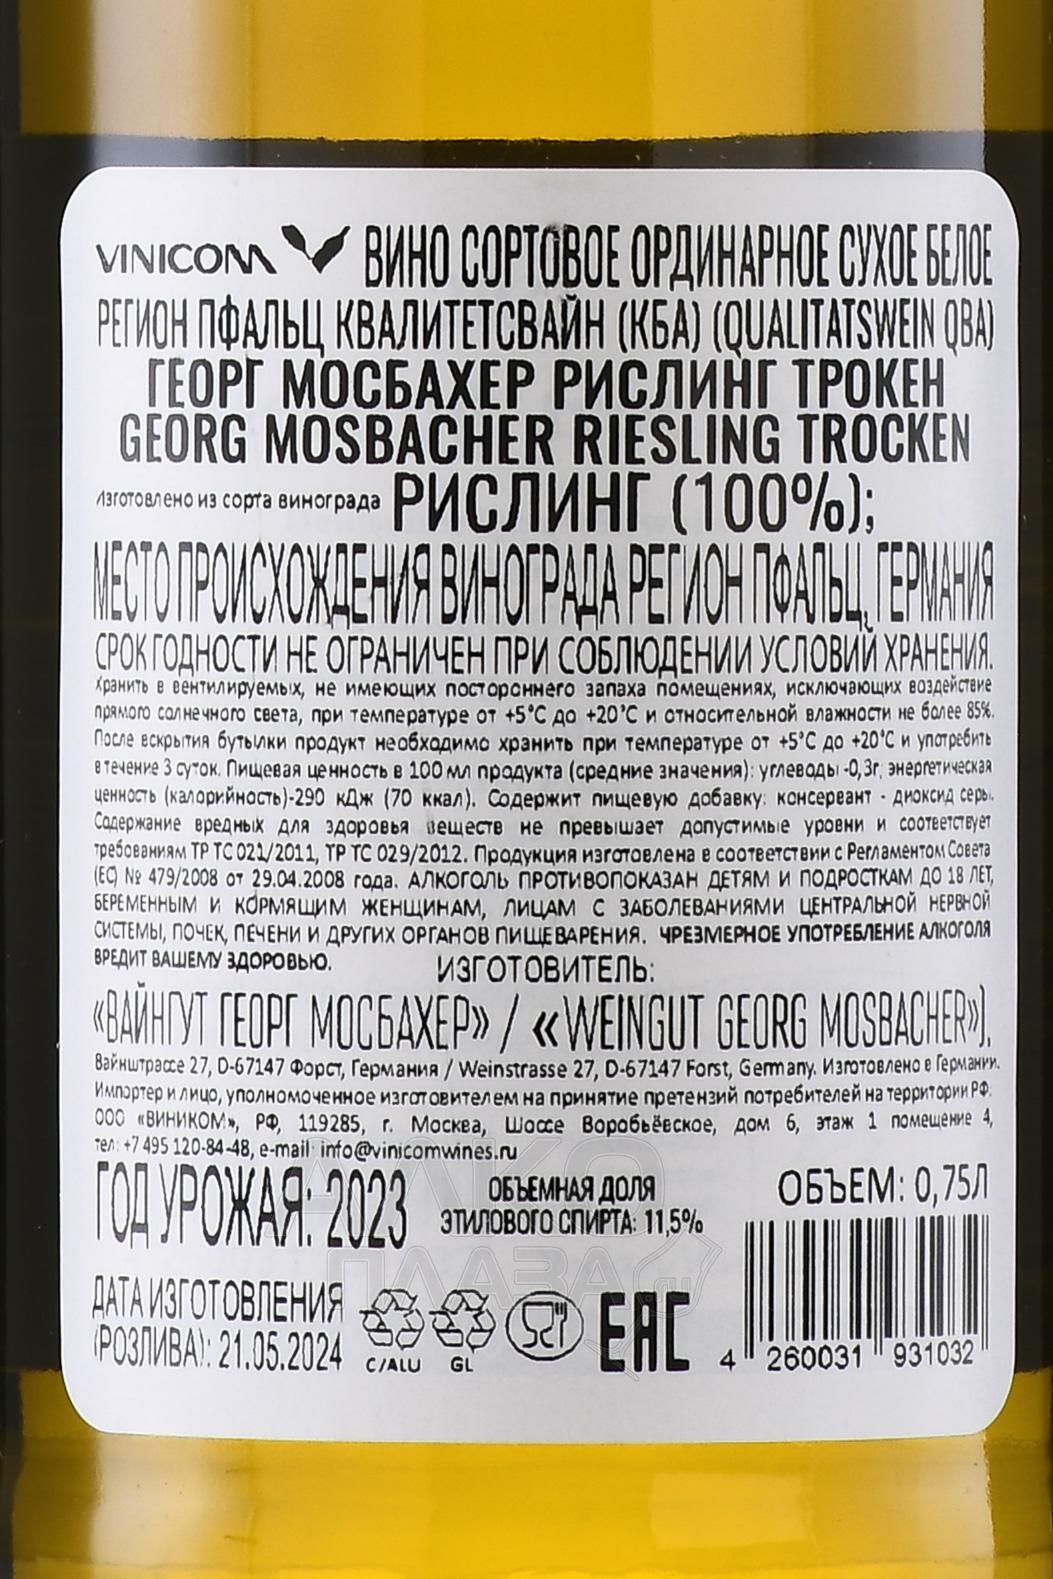 VINICOM ВИНО СОРТОВОЕ ОРДИНАРНОЕ СУХОЕ БЕЛОЕ
РЕГИОН ПФАЛЬЦ КВАЛИТЕТСВАЙН (КБА) (QUALITATSWEIN QBA)
ГЕОРГ МОСБАХЕР РИСЛИНГ ТРОКЕН
GEORG MOSBACHER RIESLING TROCKEN
Изготовлено из сорта винограда РИСЛИНГ (100%);
МЕСТО ПРОИСХОЖДЕНИЯ ВИНОГРАДА РЕГИОН ПФАЛЬЦ, ГЕРМАНИЯ
СРОК ГОДНОСТИ НЕ ОГРАНИЧЕН ПРИ СОБЛЮДЕНИИ УСЛОВИЙ ХРАНЕНИЯ.
Хранить в вентилируемых, не имеющих постороннего запаха помещениях, исключающих воздействие
прямого солнечного света, при температуре от +5°С до +20°С и относительной влажности не более 85%.
После вскрытия бутылки продукт необходимо хранить при температуре от +5°С до +20°С и употребить
в течение 3 суток. Пищевая ценность в 100 мл продукта (средние значения): углеводы -0,3г, энергетическая
ценность (калорийность)-290 кДж (70 ккал). Содержит пищевую добавку: консервант - диоксид серы.
Содержание вредных для здоровья веществ не превышает допустимые уровни и соответствует
требованиям ТР ТС 021/2011, ТР ТС 029/2012. Продукция изготовлена в соответствии с Регламентом Совета
(ЕС) № 479/2008 от 29.04.2008 года. АЛКОГОЛЬ ПРОТИВОПОКАЗАН ДЕТЯМ И ПОДРОСТКАМ ДО 18 ЛЕТ,
БЕРЕМЕННЫМ И КОРМЯЩИМ ЖЕНЩИНАМ, ЛИЦАМ С ЗАБОЛЕВАНИЯМИ ЦЕНТРАЛЬНОЙ НЕРВНОЙ
СИСТЕМЫ, ПОЧЕК, ПЕЧЕНИ И ДРУГИХ ОРГАНОВ ПИЩЕВАРЕНИЯ. ЧРЕЗМЕРНОЕ УПОТРЕБЛЕНИЕ АЛКОГОЛЯ
ВРЕДИТ ВАШЕМУ ЗДОРОВЬЮ. ИЗГОТОВИТЕЛЬ:
«ВАЙНГУТ ГЕОРГ МОСБАХЕР» / «WEINGUT GEORG MOSBACHER»),
Вайнштрассе 27, D-67147 Форст, Германия / Weinstrasse 27, D-67147 Forst, Germany. Изготовлено в Германии.
Импортер и лицо, уполномоченное изготовителем на принятие претензий потребителей на территории РФ:
ООО «ВИНИКОМ», РФ, 119285, г. Москва, Шоссе Воробьёвское, дом 6, этаж 1 помещение 4,
тел: +7 495 120-84-48, e-mail: info@vinicomwines.ru
ГОД УРОЖАЯ: 2023 ОБЪЕМНАЯ ДОЛЯ ОБЪЕМ: 0,75Л
ЭТИЛОВОГО СПИРТА: 11,5%
АЛКО
ПЛАЗА.ru
ДАТА ИЗГОТОВЛЕНИЯ
(РОЗЛИВА): 21.05.2024
C/ALU GL EAC 4 260031 931032